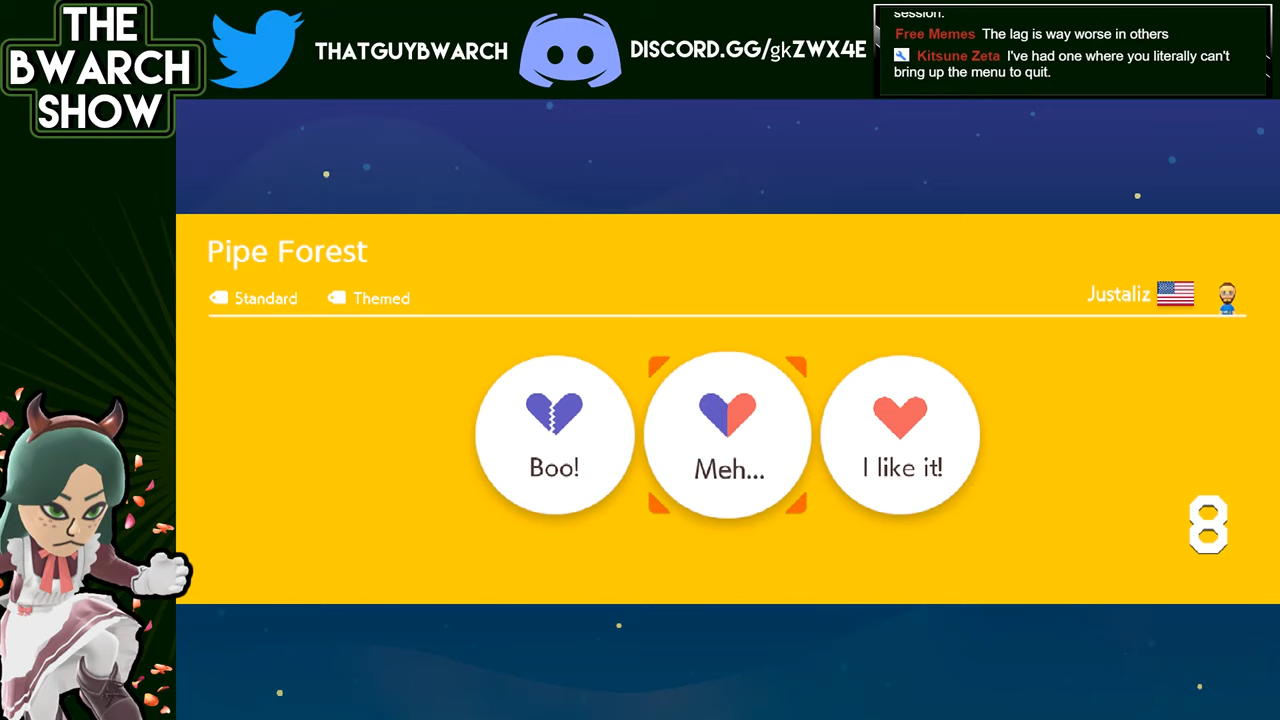 THE
BWARCH
SHOW
THATGUYBWARCH
DISCORD.GG/gkZWX4E
session.
Free Memes The lag is way worse in others
Kitsune Zeta I've had one where you literally can't
bring up the menu to quit.
Pipe Forest
Standard Themed
Justaliz
Boo! Meh... I like it!
8